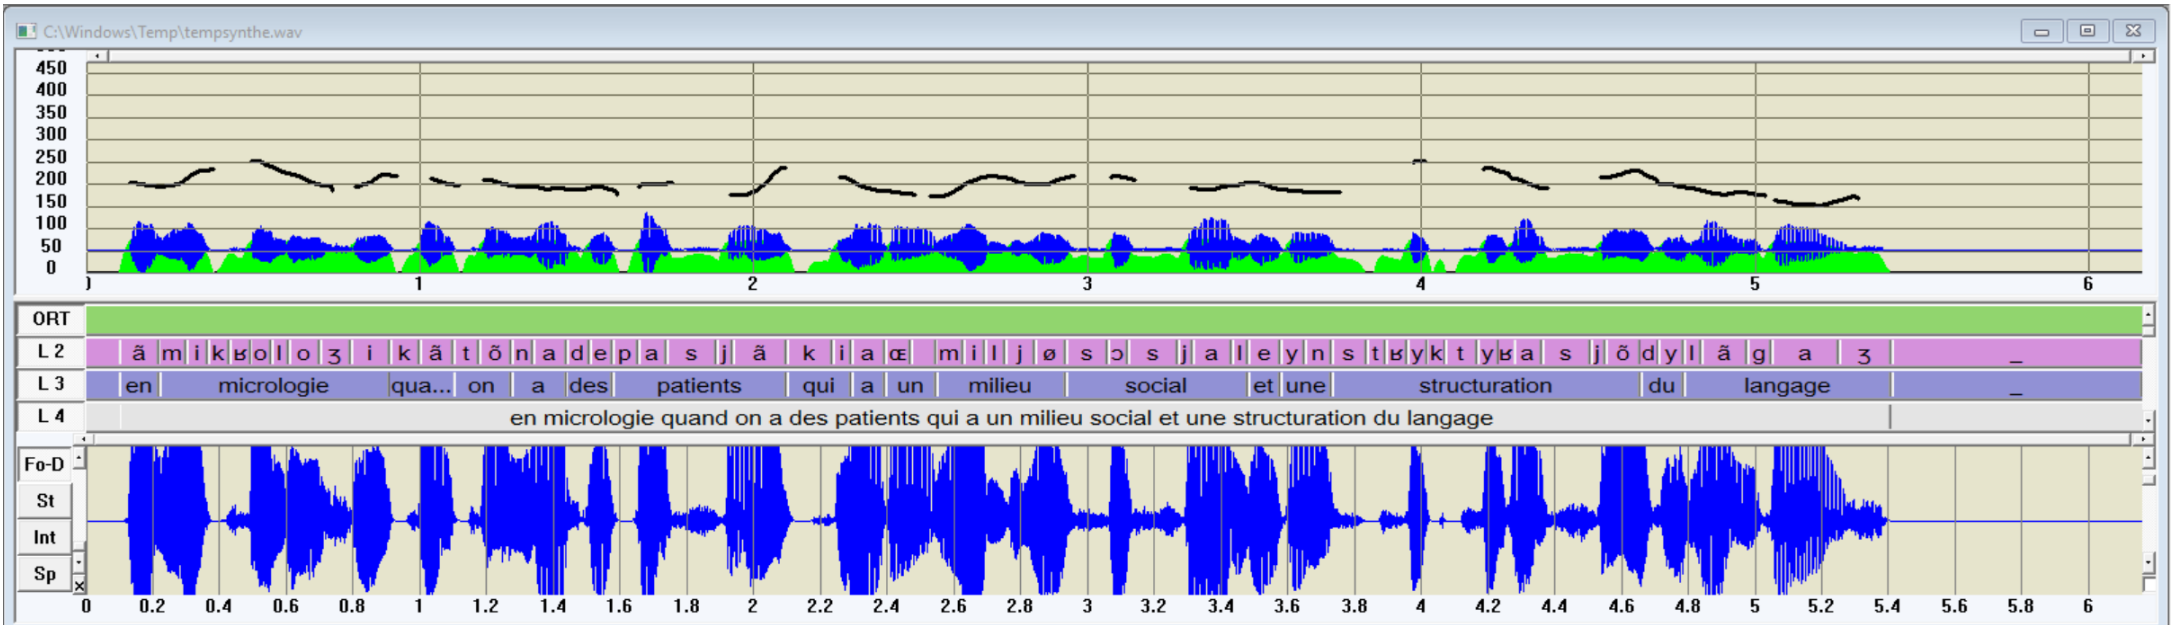 C:\Windows\Temp\tempsynthe.wav
450
400
350
300
250
200
150
100
50
0
1 2 3 4 5 6
ORT
L 2 ã m i k ʁ o l o ʒ i k ã t õ n a d e p a s j ã k i a œ m i l j ø s ɔ s j a l e y n s t ʁ y k t y ʁ a s j õ d y l ã g a ʒ _
L 3 en micrologie qua... on a des patients qui a un milieu social et une structuration du langage _
L 4 en micrologie quand on a des patients qui a un milieu social et une structuration du langage
Fo-D
St
Int
Sp
0 0.2 0.4 0.6 0.8 1 1.2 1.4 1.6 1.8 2 2.2 2.4 2.6 2.8 3 3.2 3.4 3.6 3.8 4 4.2 4.4 4.6 4.8 5 5.2 5.4 5.6 5.8 6